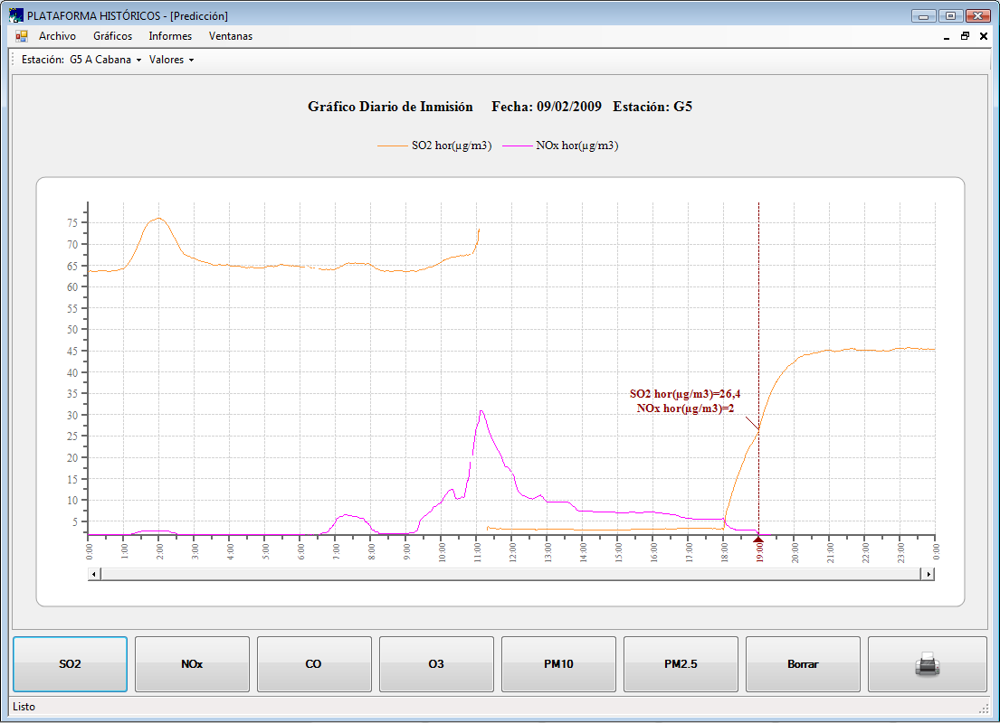 PLATAFORMA HISTÓRICOS - [Predicción]
Archivo Gráficos Informes Ventanas
Estación: G5 A Cabana Valores
Gráfico Diario de Inmisión Fecha: 09/02/2009 Estación: G5
SO2 hor(µg/m3) NOx hor(µg/m3)
75
70
65
60
55
50
45
40
35
30
25
20
15
10
5
SO2 hor(µg/m3)=26,4
NOx hor(µg/m3)=2
0:00 1:00 2:00 3:00 4:00 5:00 6:00 7:00 8:00 9:00 10:00 11:00 12:00 13:00 14:00 15:00 16:00 17:00 18:00 19:00 20:00 21:00 22:00 23:00 0:00
SO2 NOx CO O3 PM10 PM2.5 Borrar
Listo